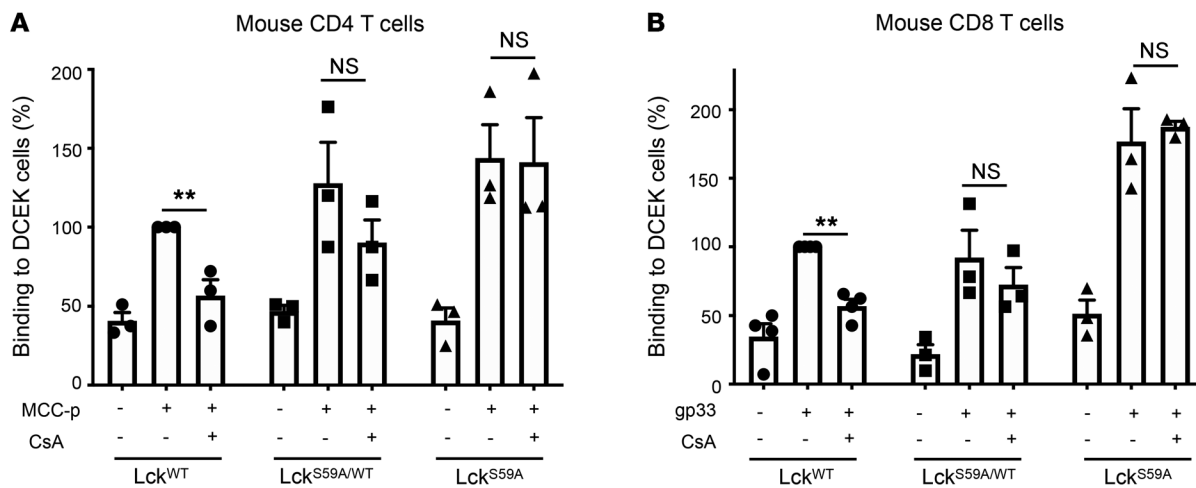 A
Mouse CD4 T cells
Binding to DCEK cells (%)
200
150
100
50
0
**
NS
NS
MCC-p - + + - + + - + +
CsA - - + - - + - - +
LckWT LckS59A/WT LckS59A
B
Mouse CD8 T cells
Binding to DCEK cells (%)
200
150
100
50
0
**
NS
NS
gp33 - + + - + + - + +
CsA - - + - - + - - +
LckWT LckS59A/WT LckS59A